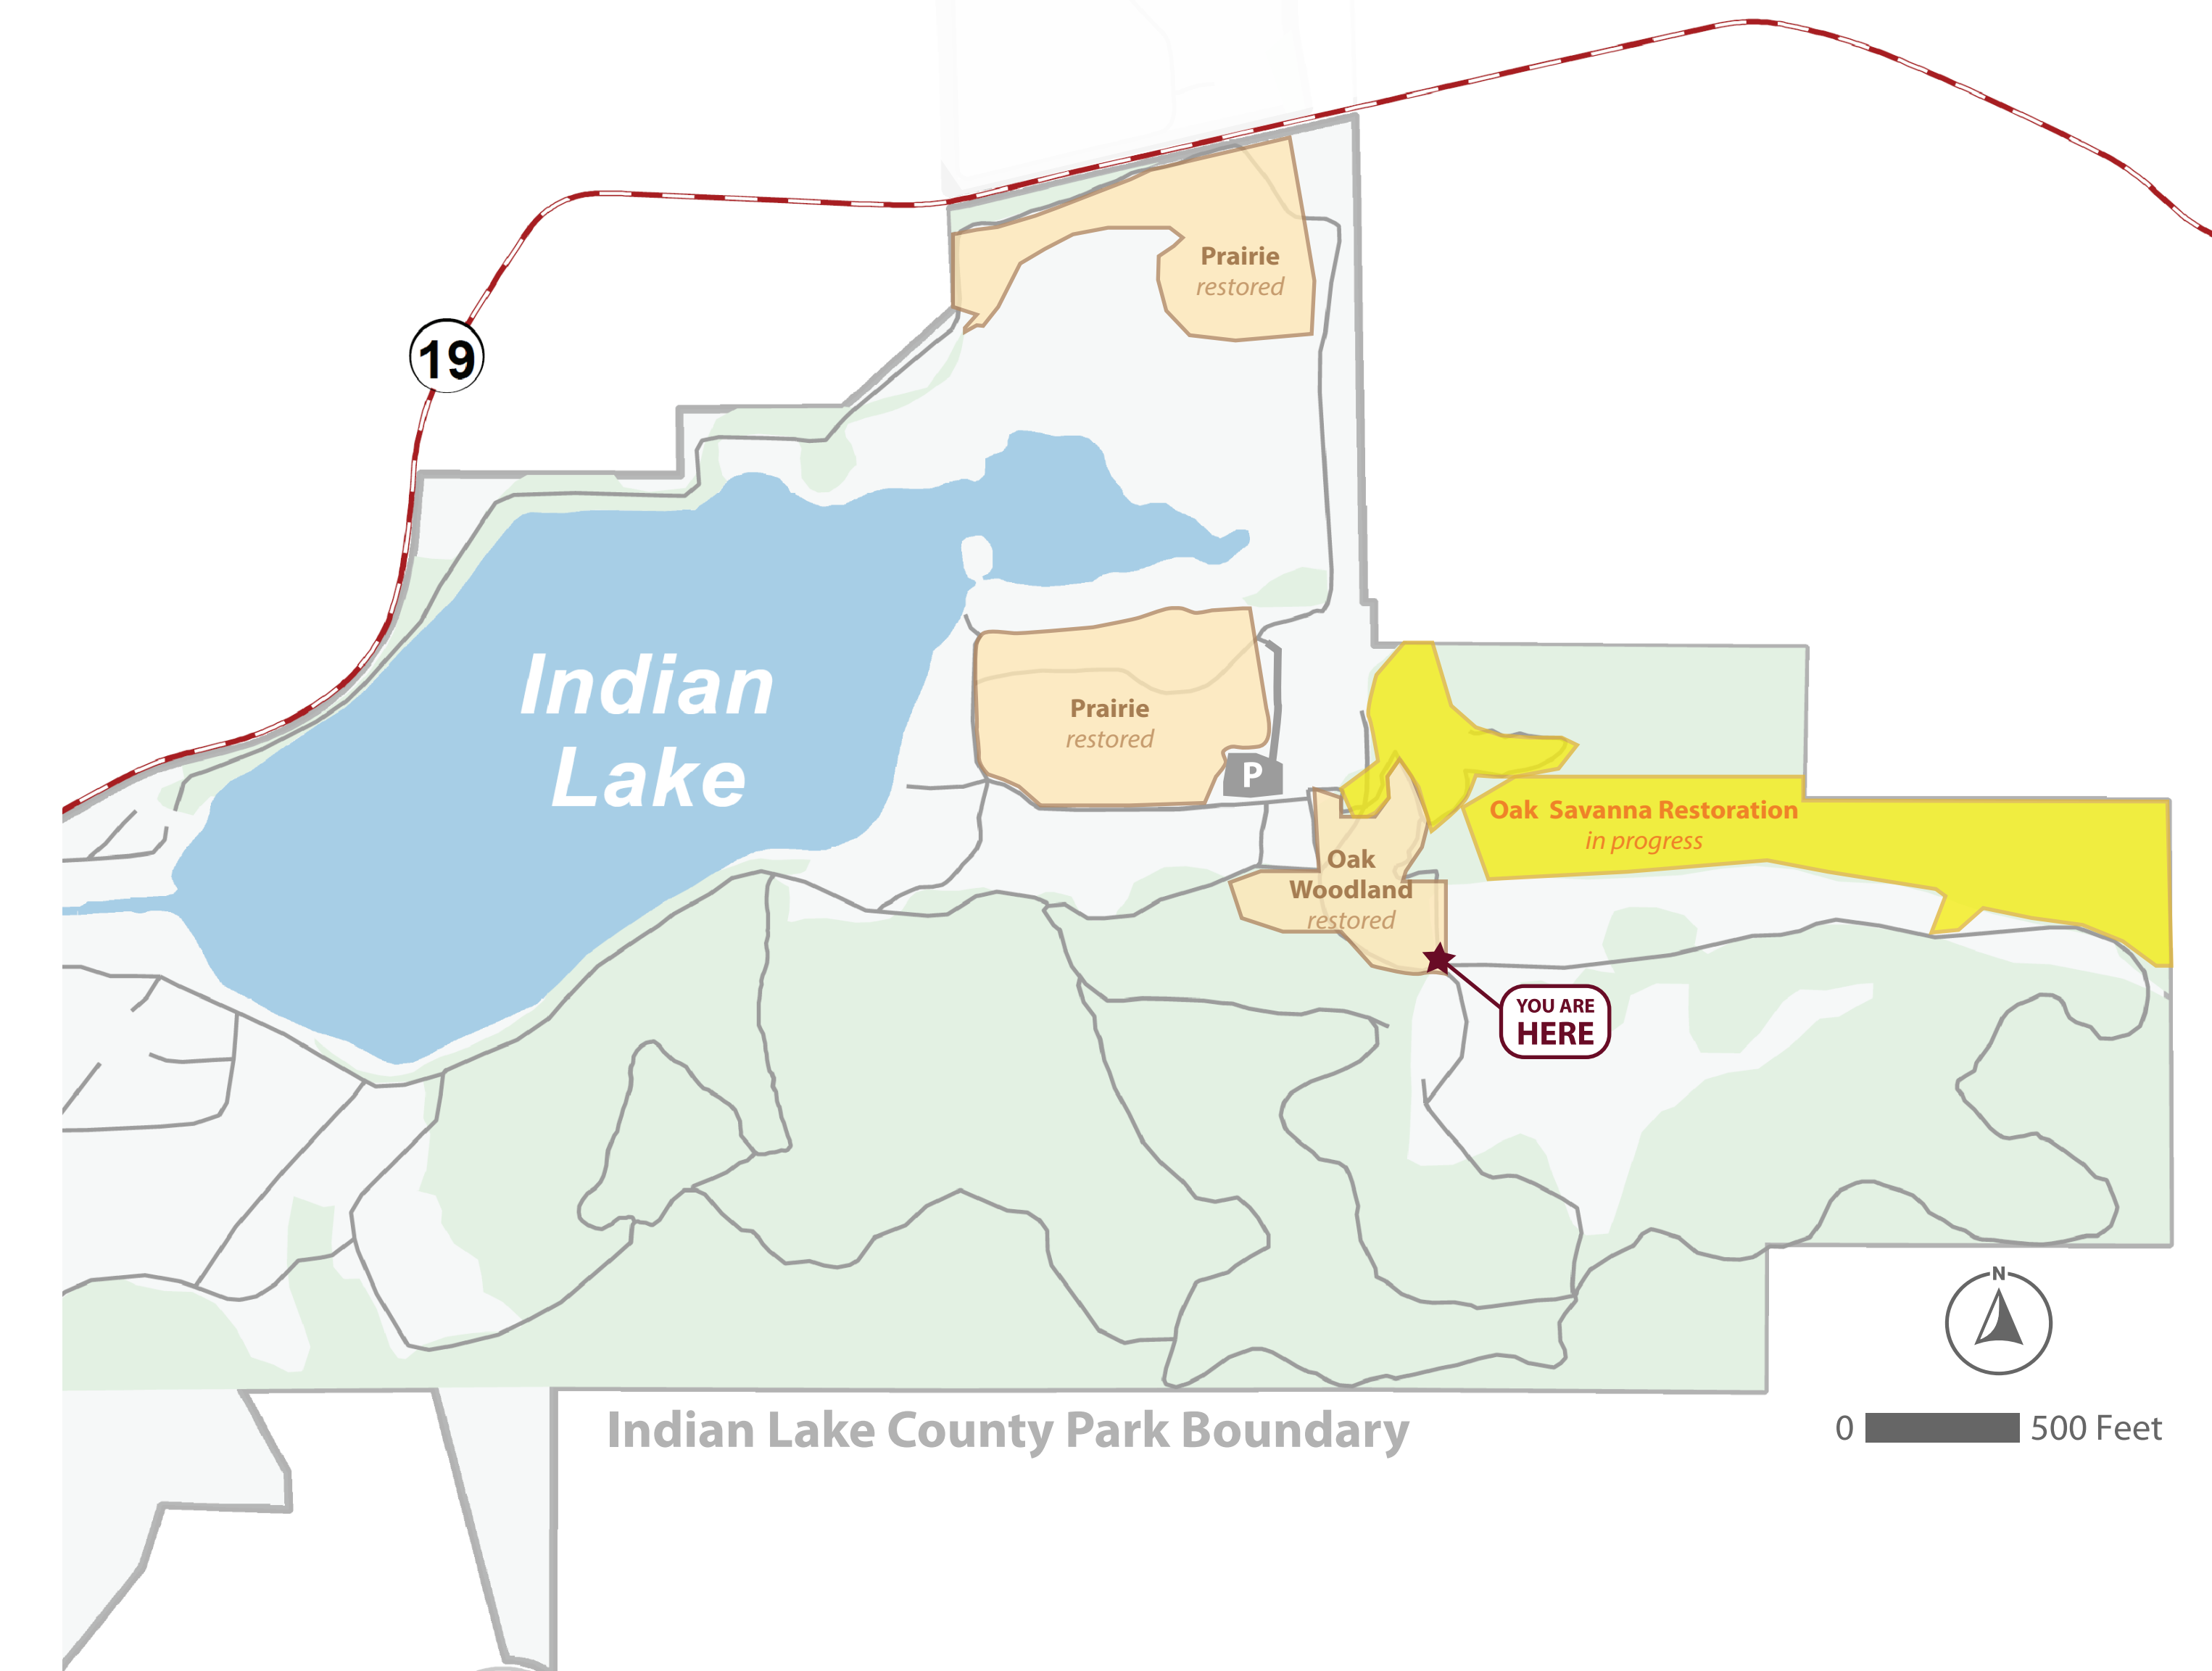 Prairie
restored
19
Indian
Lake
Prairie
restored
P
Oak  Savanna Restoration
in progress
Oak
Woodland
restored
YOU ARE
HERE
N
0 500 Feet
Indian Lake County Park Boundary